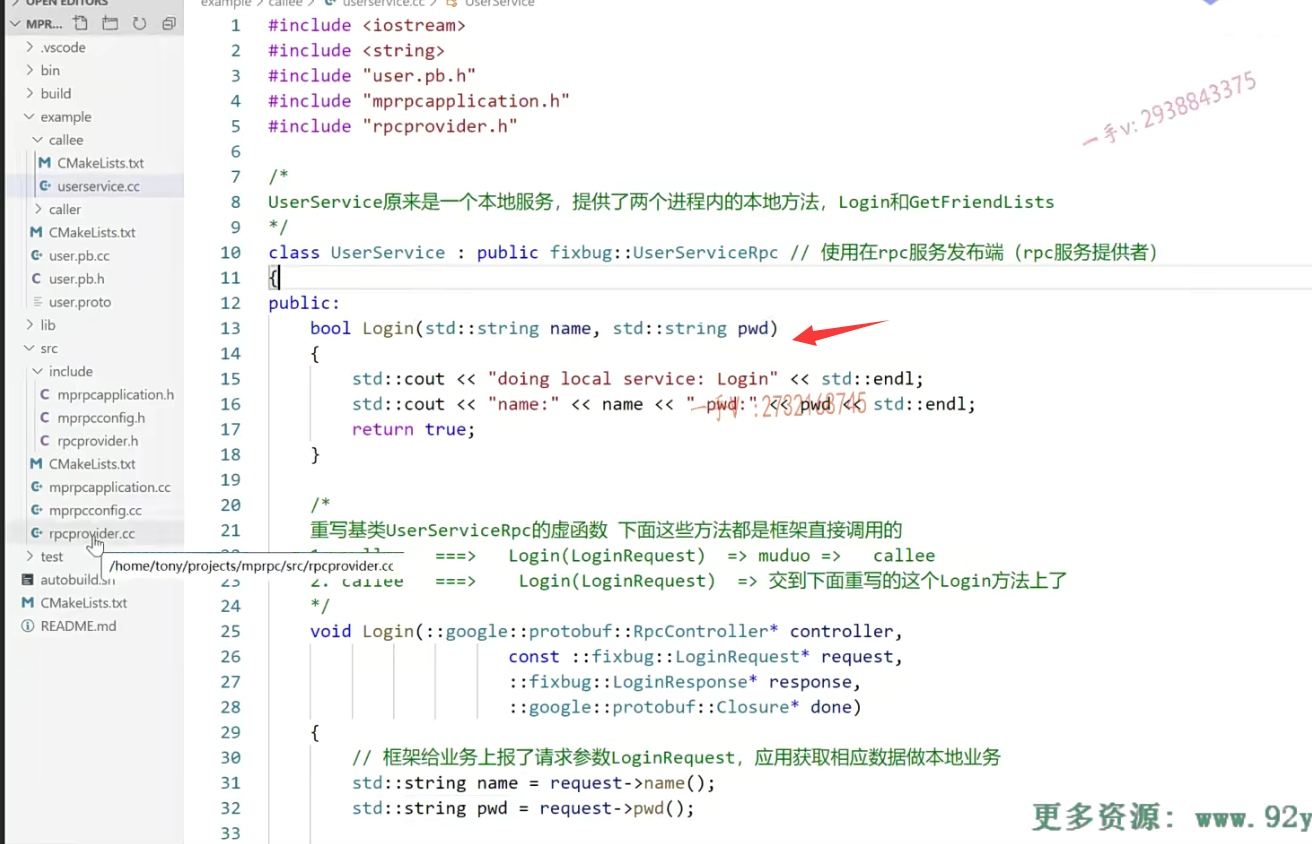 OPEN EDITORS
example > callee > userservice.cc > UserService
MPR...
.vscode
bin
build
example
callee
CMakeLists.txt
userservice.cc
caller
CMakeLists.txt
user.pb.cc
user.pb.h
user.proto
lib
src
include
mprpcapplication.h
mprpcconfig.h
rpcprovider.h
CMakeLists.txt
mprpcapplication.cc
mprpcconfig.cc
rpcprovider.cc
test
/home/tony/projects/mprpc/src/rpcprovider.cc
autobuild.sh
CMakeLists.txt
README.md
1 #include <iostream>
2 #include <string>
3 #include "user.pb.h"
4 #include "mprpcapplication.h"
5 #include "rpcprovider.h"
6
7 /*
8 UserService原来是一个本地服务，提供了两个进程内的本地方法，Login和GetFriendLists
9 */
10 class UserService : public fixbug::UserServiceRpc // 使用在rpc服务发布端（rpc服务提供者）
11 {
12 public:
13 bool Login(std::string name, std::string pwd)
14 {
15 std::cout << "doing local service: Login" << std::endl;
16 std::cout << "name:" << name << " pwd:" << pwd << std::endl;
17 return true;
18 }
19
20 /*
21 重写基类UserServiceRpc的虚函数 下面这些方法都是框架直接调用的
===> Login(LoginRequest) => muduo => callee
23 2. callee ===> Login(LoginRequest) => 交到下面重写的这个Login方法上了
24 */
25 void Login(::google::protobuf::RpcController* controller,
26 const ::fixbug::LoginRequest* request,
27 ::fixbug::LoginResponse* response,
28 ::google::protobuf::Closure* done)
29 {
30 // 框架给业务上报了请求参数LoginRequest，应用获取相应数据做本地业务
31 std::string name = request->name();
32 std::string pwd = request->pwd();
33
一手v: 2938843375
更多资源：www.92y